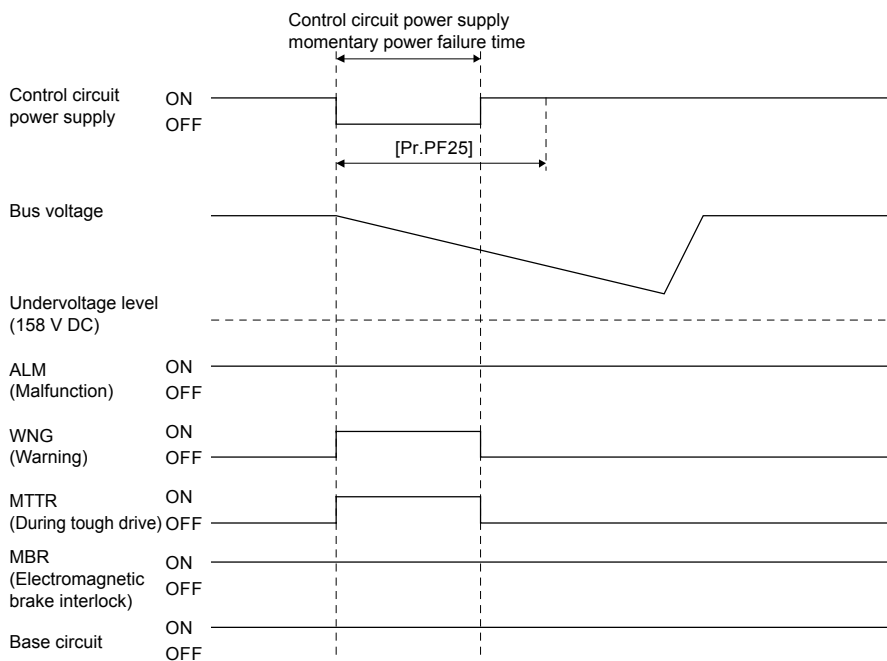 Control circuit power supply
momentary power failure time
Control circuit
power supply
ON
OFF
[Pr.PF25]
Bus voltage
Undervoltage level
(158 V DC)
ALM
(Malfunction)
ON
OFF
WNG
(Warning)
ON
OFF
MTTR
(During tough drive)
ON
OFF
MBR
(Electromagnetic
brake interlock)
ON
OFF
Base circuit
ON
OFF